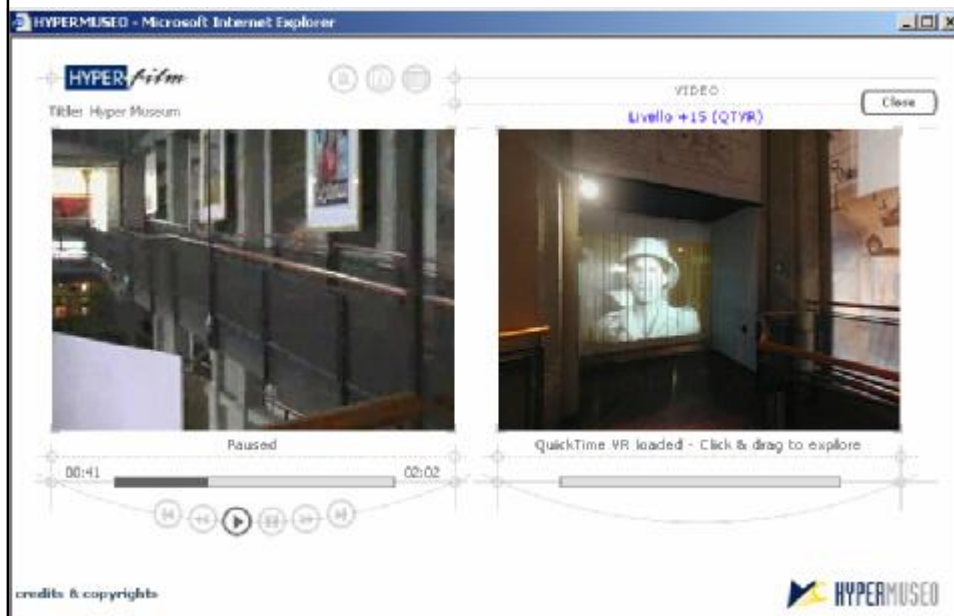 HYPERMUSEO - Microsoft Internet Explorer
HYPER film
Title: Hyper Museum
VIDEO
Close
Livello +15 (QTVR)
Paused
QuickTime VR loaded - Click & drag to explore
00:41
02:02
credits & copyrights
HYPERMUSEO